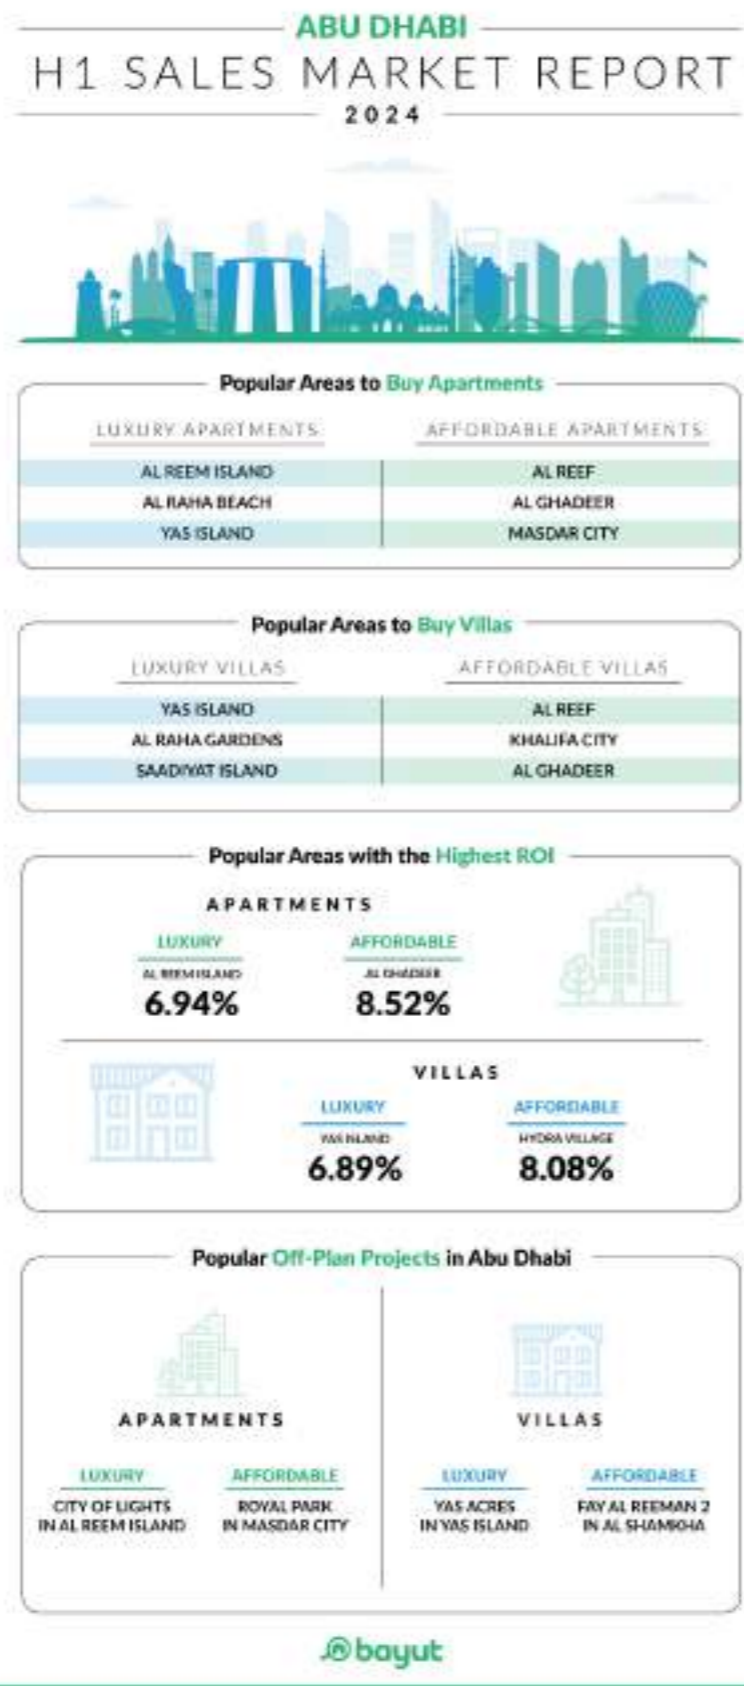 ABU DHABI
H1 SALES MARKET REPORT
2024
Popular Areas to Buy Apartments
LUXURY APARTMENTS
AFFORDABLE APARTMENTS
AL REEM ISLAND
AL REEF
AL RAHA BEACH
AL GHADEER
YAS ISLAND
MASDAR CITY
Popular Areas to Buy Villas
LUXURY VILLAS
AFFORDABLE VILLAS
YAS ISLAND
AL REEF
AL RAHA GARDENS
KHALIFA CITY
SAADIYAT ISLAND
AL GHADEER
Popular Areas with the Highest ROI
APARTMENTS
LUXURY
AFFORDABLE
AL REEM ISLAND
AL GHADEER
6.94%
8.52%
VILLAS
LUXURY
AFFORDABLE
YAS ISLAND
HYDRA VILLAGE
6.89%
8.08%
Popular Off-Plan Projects in Abu Dhabi
APARTMENTS
LUXURY
AFFORDABLE
CITY OF LIGHTS
IN AL REEM ISLAND
ROYAL PARK
IN MASDAR CITY
VILLAS
LUXURY
AFFORDABLE
YAS ACRES
IN YAS ISLAND
FAY AL REEMAN 2
IN AL SHAMKHA
bayut